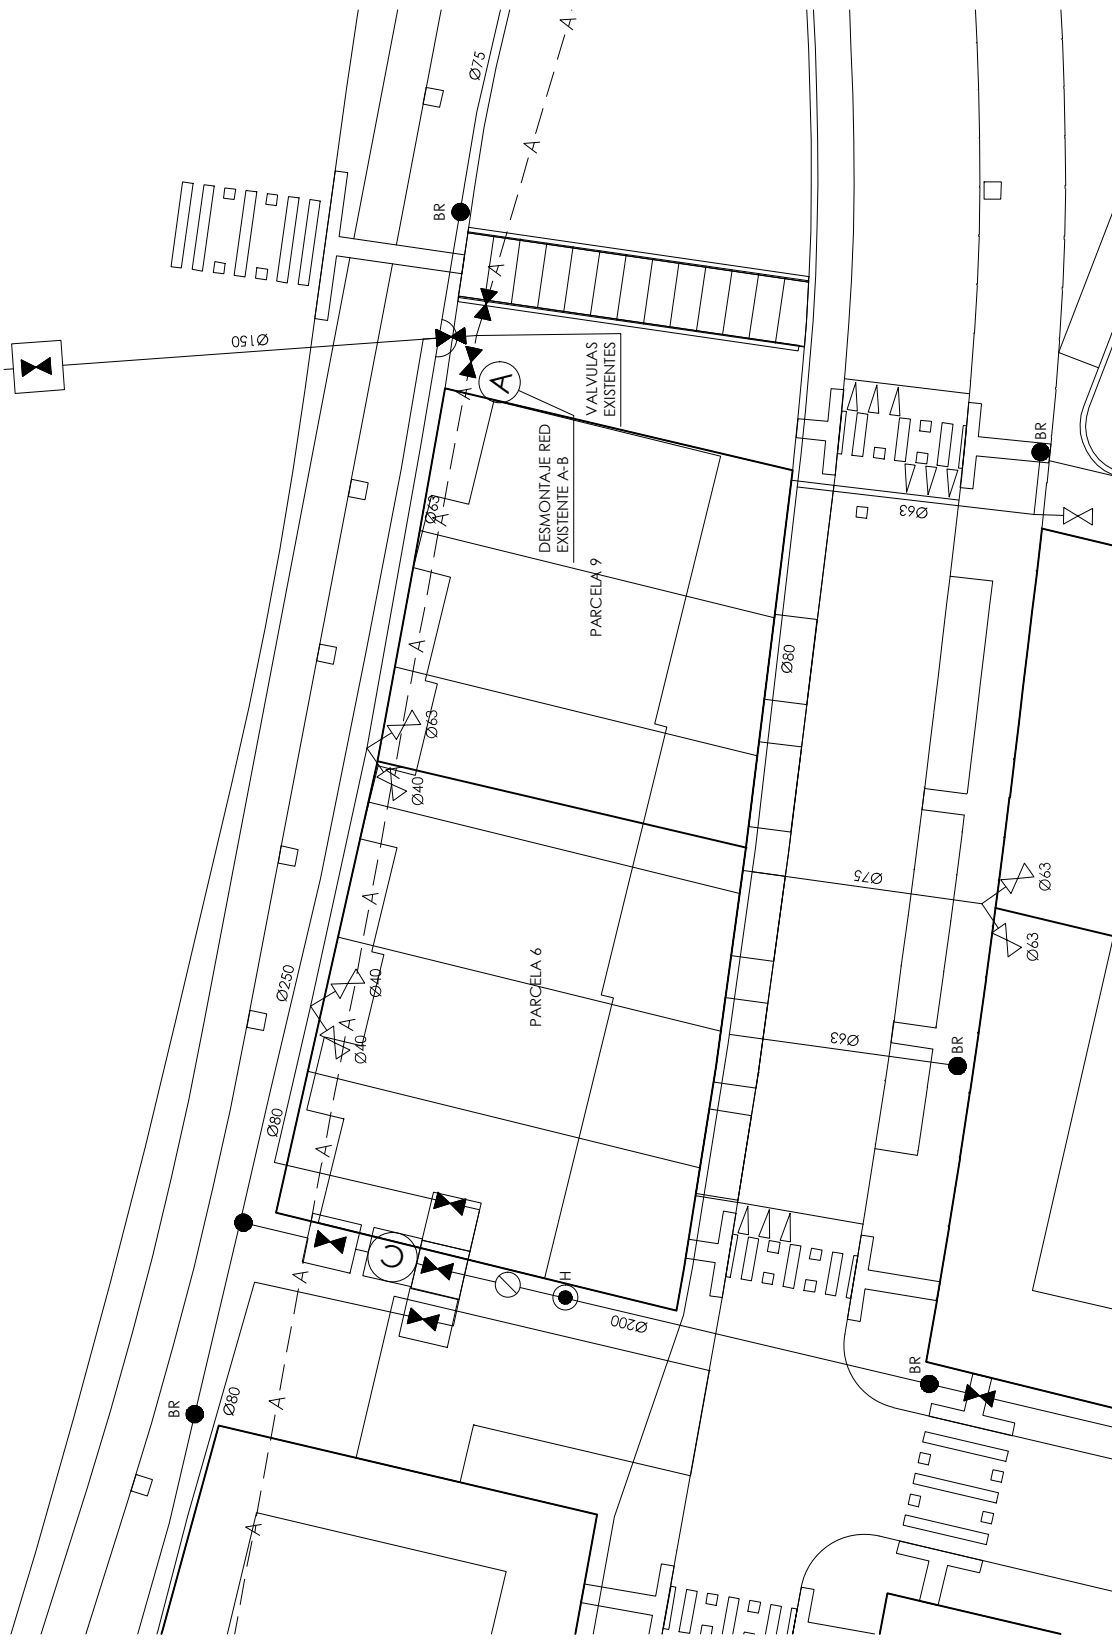 A
Ø75
A
BR
A
Ø150
A
A
VALVULAS
EXISTENTES
DESMONTAJE RED
EXISTENTE A-B
BR
Ø63
A
Ø63
PARCELA 9
A
Ø80
Ø63
A
Ø40
Ø75
Ø63
A
Ø63
PARCELA 6
Ø250
Ø40
A
Ø40
Ø63
BR
Ø80
A
C
A
H
Ø200
BR
Ø80
BR
A
A